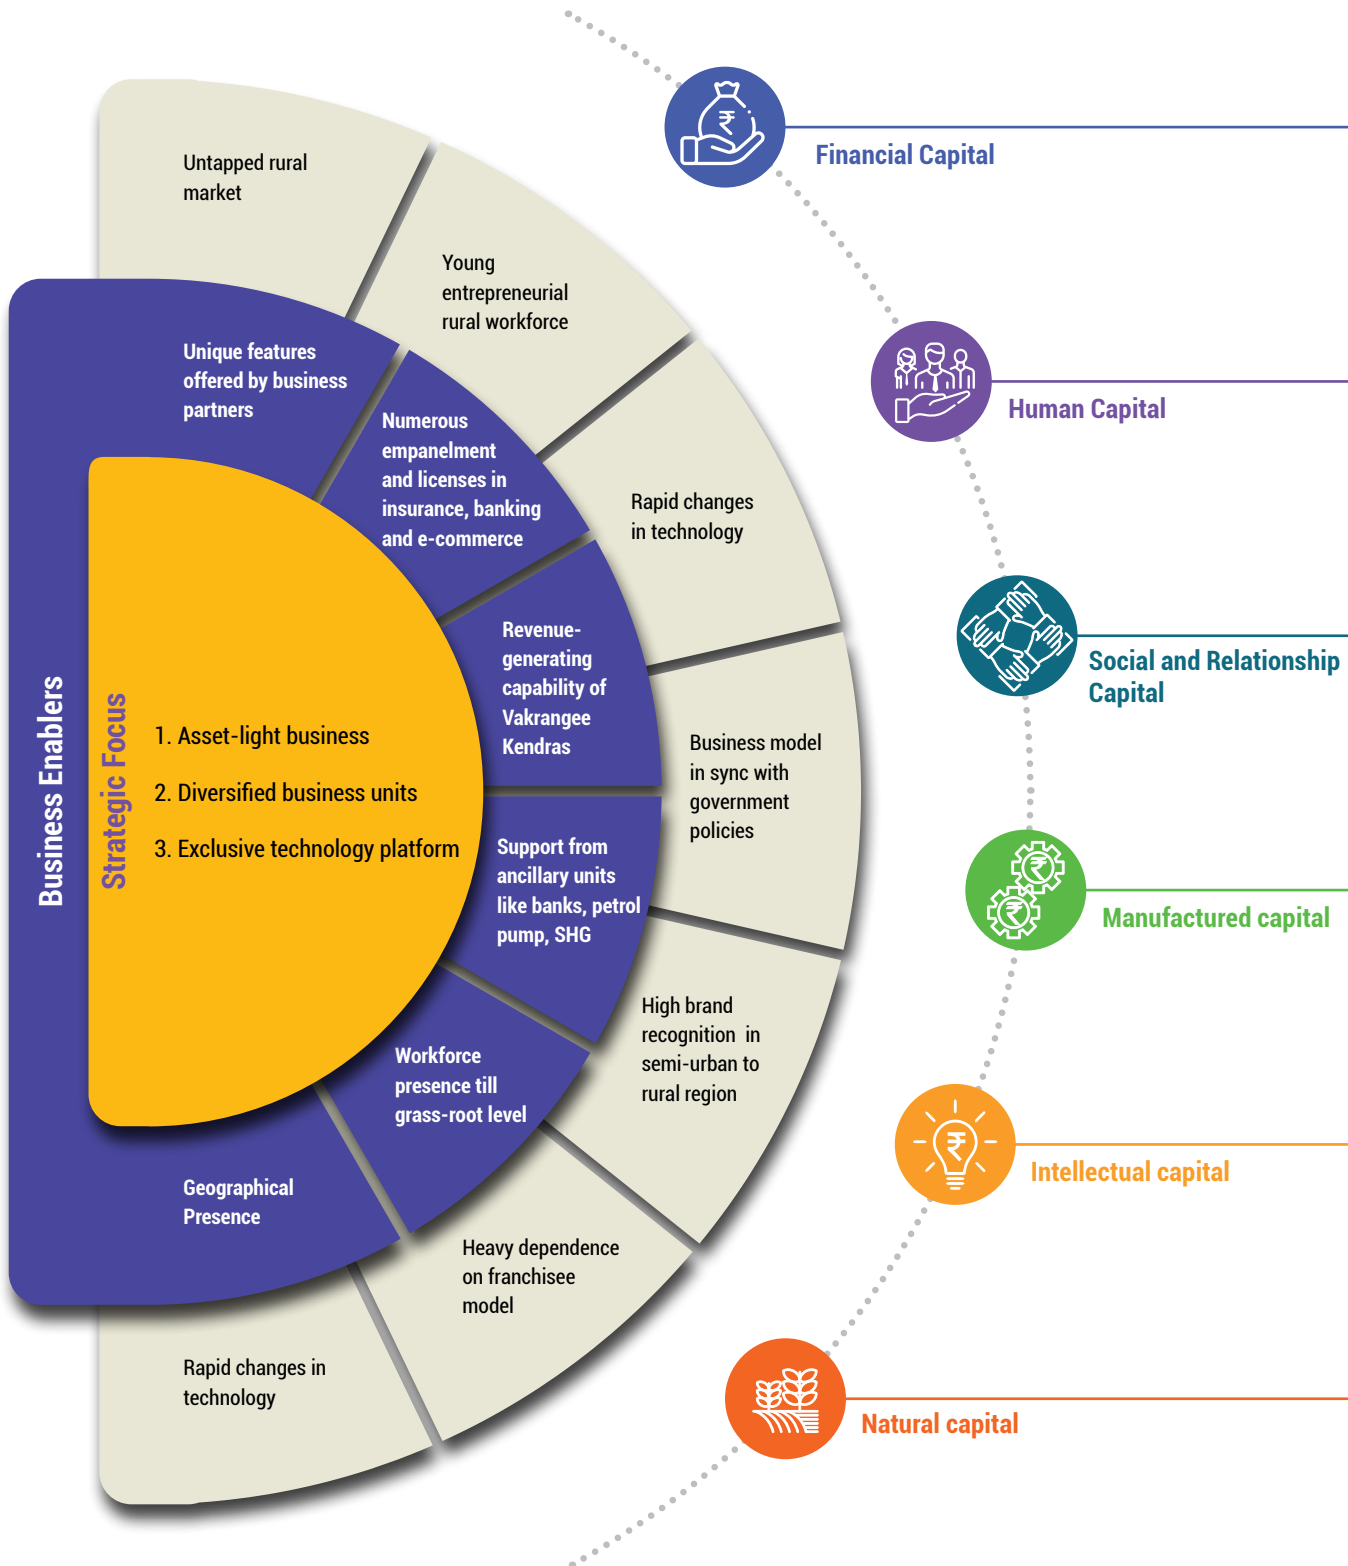 Untapped rural
market
Young
entrepreneurial
rural workforce
Rapid changes
in technology
Business model
in sync with
government
policies
High brand
recognition  in
semi-urban to
rural region
Heavy dependence
on franchisee
model
Rapid changes in
technology
Business Enablers
Unique features
offered by business
partners
Numerous
empanelment
and licenses in
insurance, banking
and e-commerce
Revenue-
generating
capability of
Vakrangee
Kendras
Support from
ancillary units
like banks, petrol
pump, SHG
Workforce
presence till
grass-root level
Geographical
Presence
Strategic Focus
1. Asset-light business
2. Diversified business units
3. Exclusive technology platform
₹
Financial Capital
Human Capital
Social and Relationship
Capital
₹
₹
Manufactured capital
₹
Intellectual capital
Natural capital